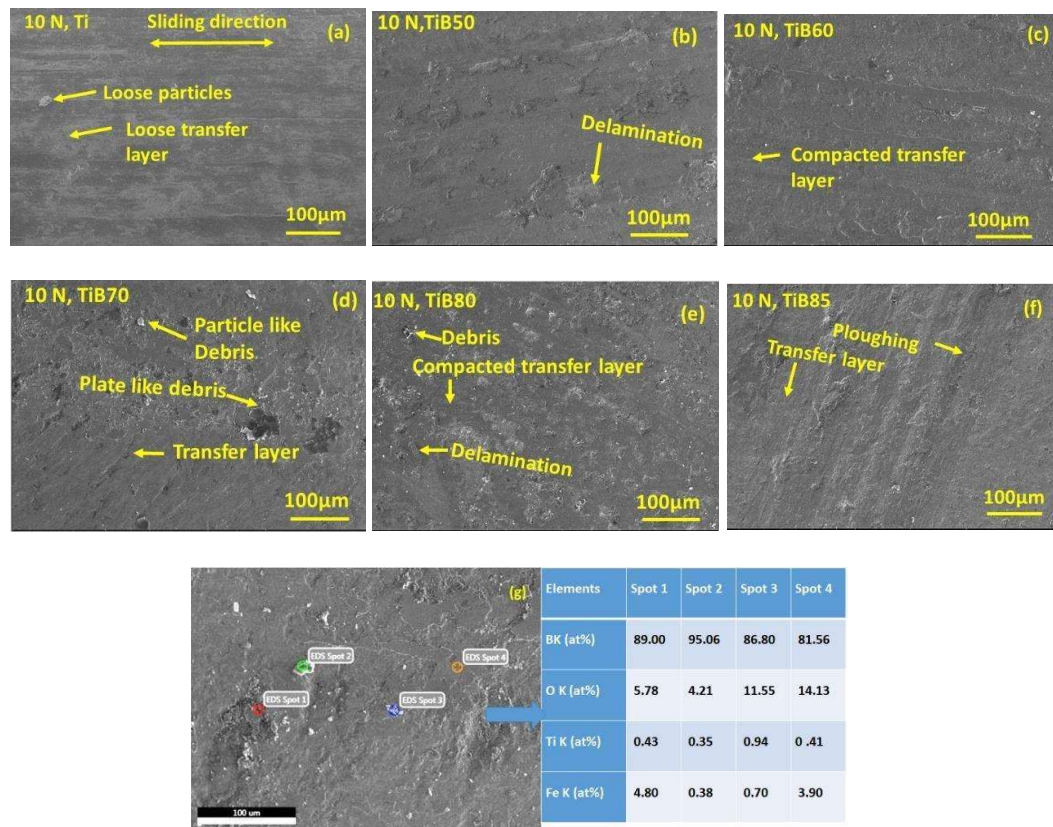 10 N, Ti
Sliding direction
(a)
Loose particles
Loose transfer
layer
100μm
10 N,TiB50
(b)
Delamination
100μm
10 N, TiB60
(c)
Compacted transfer
layer
100μm
10 N, TiB70
(d)
Particle like
Debris
Plate like debris
Transfer layer
100μm
10 N, TiB80
(e)
Debris
Compacted transfer layer
Delamination
100μm
10 N, TiB85
(f)
Ploughing
Transfer layer
100μm
(g)
EDS Spot 2
EDS Spot 4
EDS Spot 1
EDS Spot 3
100 um
Elements Spot 1 Spot 2 Spot 3 Spot 4
BK (at%) 89.00 95.06 86.80 81.56
O K (at%) 5.78 4.21 11.55 14.13
Ti K (at%) 0.43 0.35 0.94 0 .41
Fe K (at%) 4.80 0.38 0.70 3.90